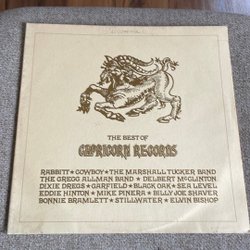 THE BEST OF
CAPRICORN RECORDS
RABBITT★COWBOY★THE MARSHALL TUCKER BAND
THE GREGG ALLMAN BAND★DELBERT McCLINTON
DIXIE DREGS★GARFIELD★BLACK OAK★SEA LEVEL
EDDIE HINTON★MIKE PINERA★BILLY JOE SHAVER
BONNIE BRAMLETT★STILLWATER★ELVIN BISHOP